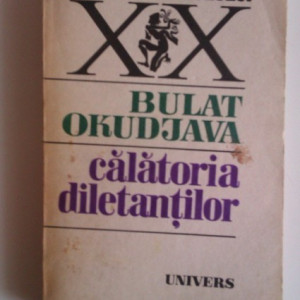 XX
BULAT
OKUDJAVA
călătoria
diletanților
UNIVERS